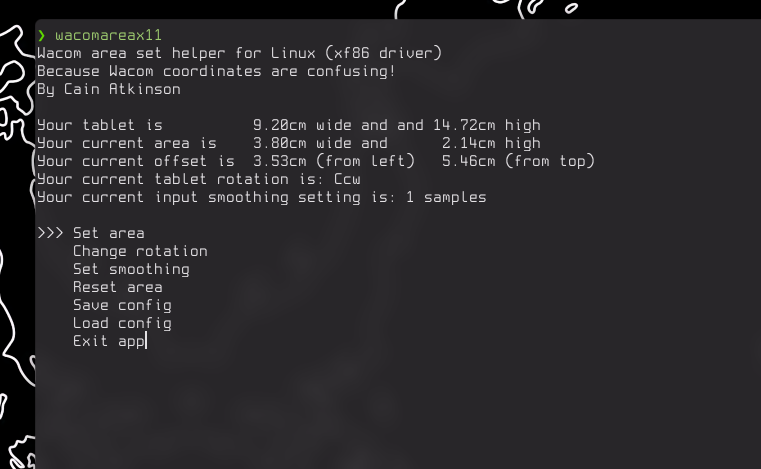 ❯ wacomareax11
Wacom area set helper for Linux (xf86 driver)
Because Wacom coordinates are confusing!
By Cain Atkinson
Your tablet is          9.20cm wide and and 14.72cm high
Your current area is    3.80cm wide and      2.14cm high
Your current offset is  3.53cm (from left)   5.46cm (from top)
Your current tablet rotation is: Ccw
Your current input smoothing setting is: 1 samples
>>> Set area
Change rotation
Set smoothing
Reset area
Save config
Load config
Exit app